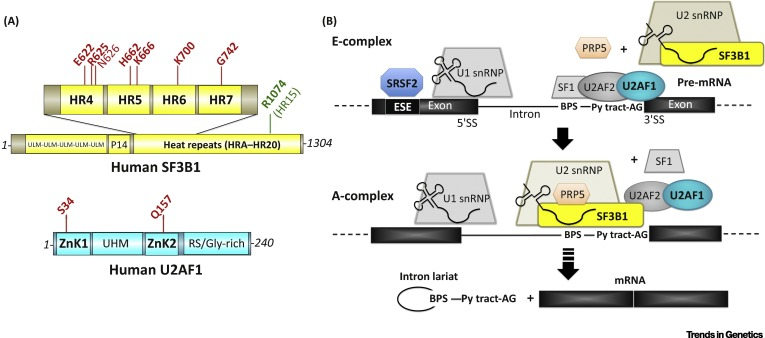 (A)
E622
R625
N626
H662
K666
K700
G742
R1074
(HR15)
HR4
HR5
HR6
HR7
1-
ULM-ULM-ULM-ULM-ULM
P14
Heat repeats (HRA–HR20)
-1304
Human SF3B1
S34
Q157
1-
ZnK1
UHM
ZnK2
RS/Gly-rich
-240
Human U2AF1
(B)
E-complex
U2 snRNP
PRP5
+
SF3B1
SRSF2
U1 snRNP
SF1
U2AF2
U2AF1
Pre-mRNA
ESE
Exon
5'SS
Intron
BPS
Py tract-AG
Exon
3'SS
A-complex
U1 snRNP
U2 snRNP
PRP5
SF3B1
+
SF1
U2AF2
U2AF1
BPS
Py tract-AG
Intron lariat
BPS
Py tract-AG
+
mRNA
Trends in Genetics